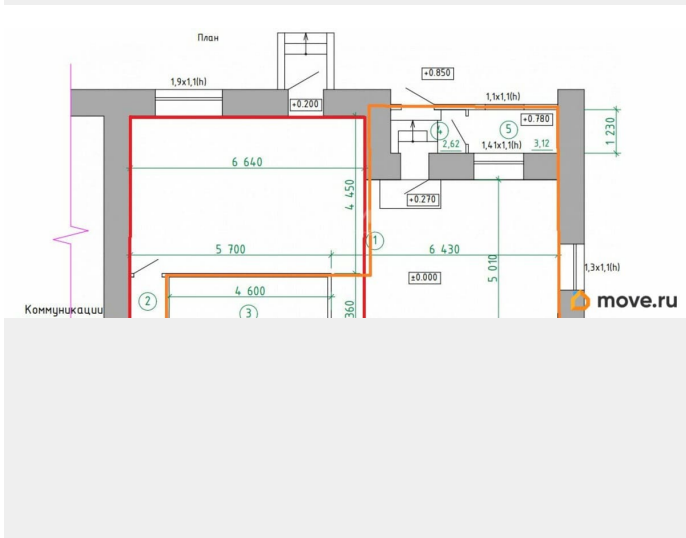 План
+0.850
1,9х1,1(h)
+0.200
1,1х1,1(h)
+0.780
4
5
1 230
2,62
1,41х1,1(h)
3,12
6 640
4 450
+0.270
1
5 700
6 430
±0.000
5 010
1,3х1,1(h)
4 600
2
3
360
Коммуникации
move.ru